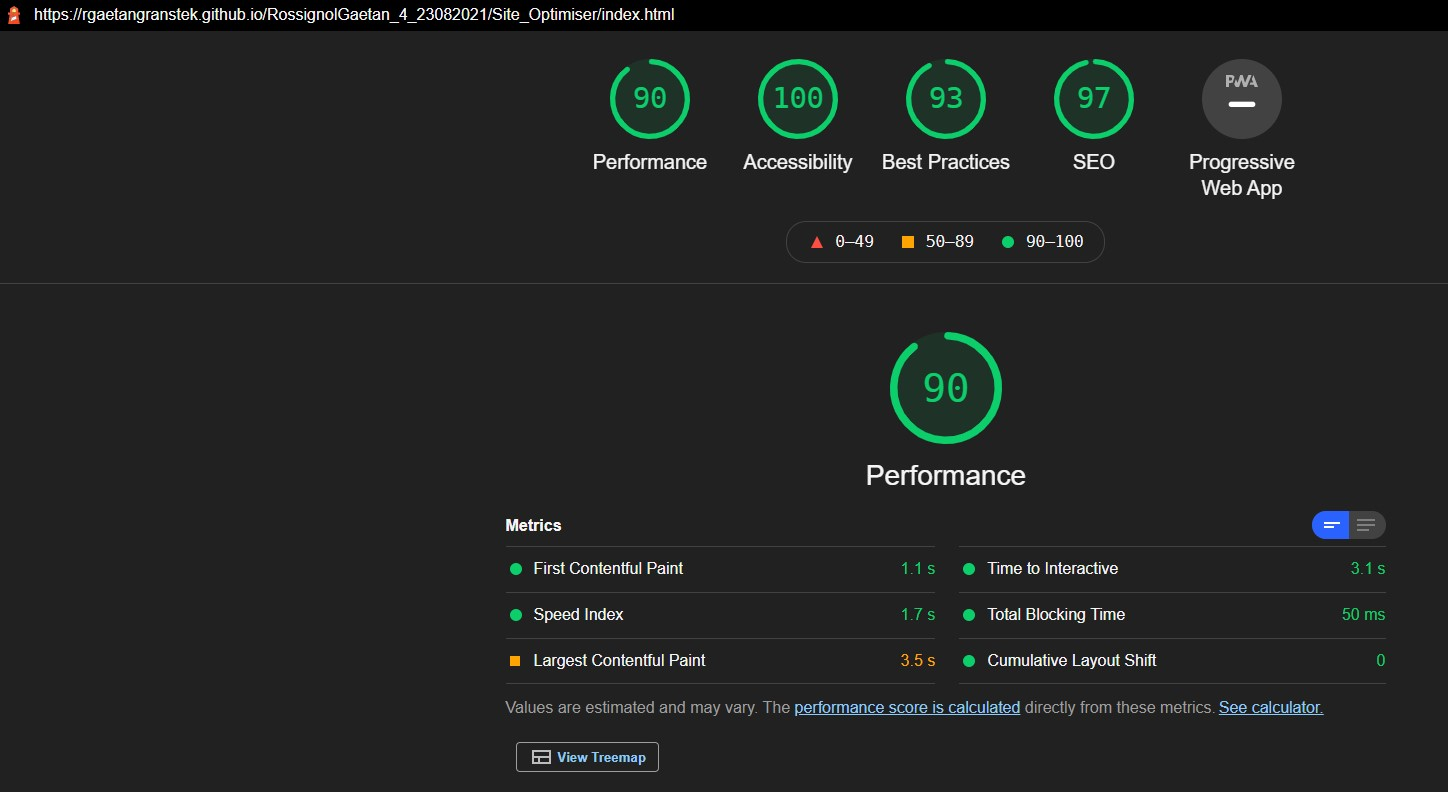 https://rgaetangranstek.github.io/RossignolGaetan_4_23082021/Site_Optimiser/index.html
90
100
93
97
PWA
Performance
Accessibility
Best Practices
SEO
Progressive
Web App
0–49
50–89
90–100
90
Performance
Metrics
First Contentful Paint 1.1 s
Time to Interactive 3.1 s
Speed Index 1.7 s
Total Blocking Time 50 ms
Largest Contentful Paint 3.5 s
Cumulative Layout Shift 0
Values are estimated and may vary. The performance score is calculated directly from these metrics. See calculator.
View Treemap